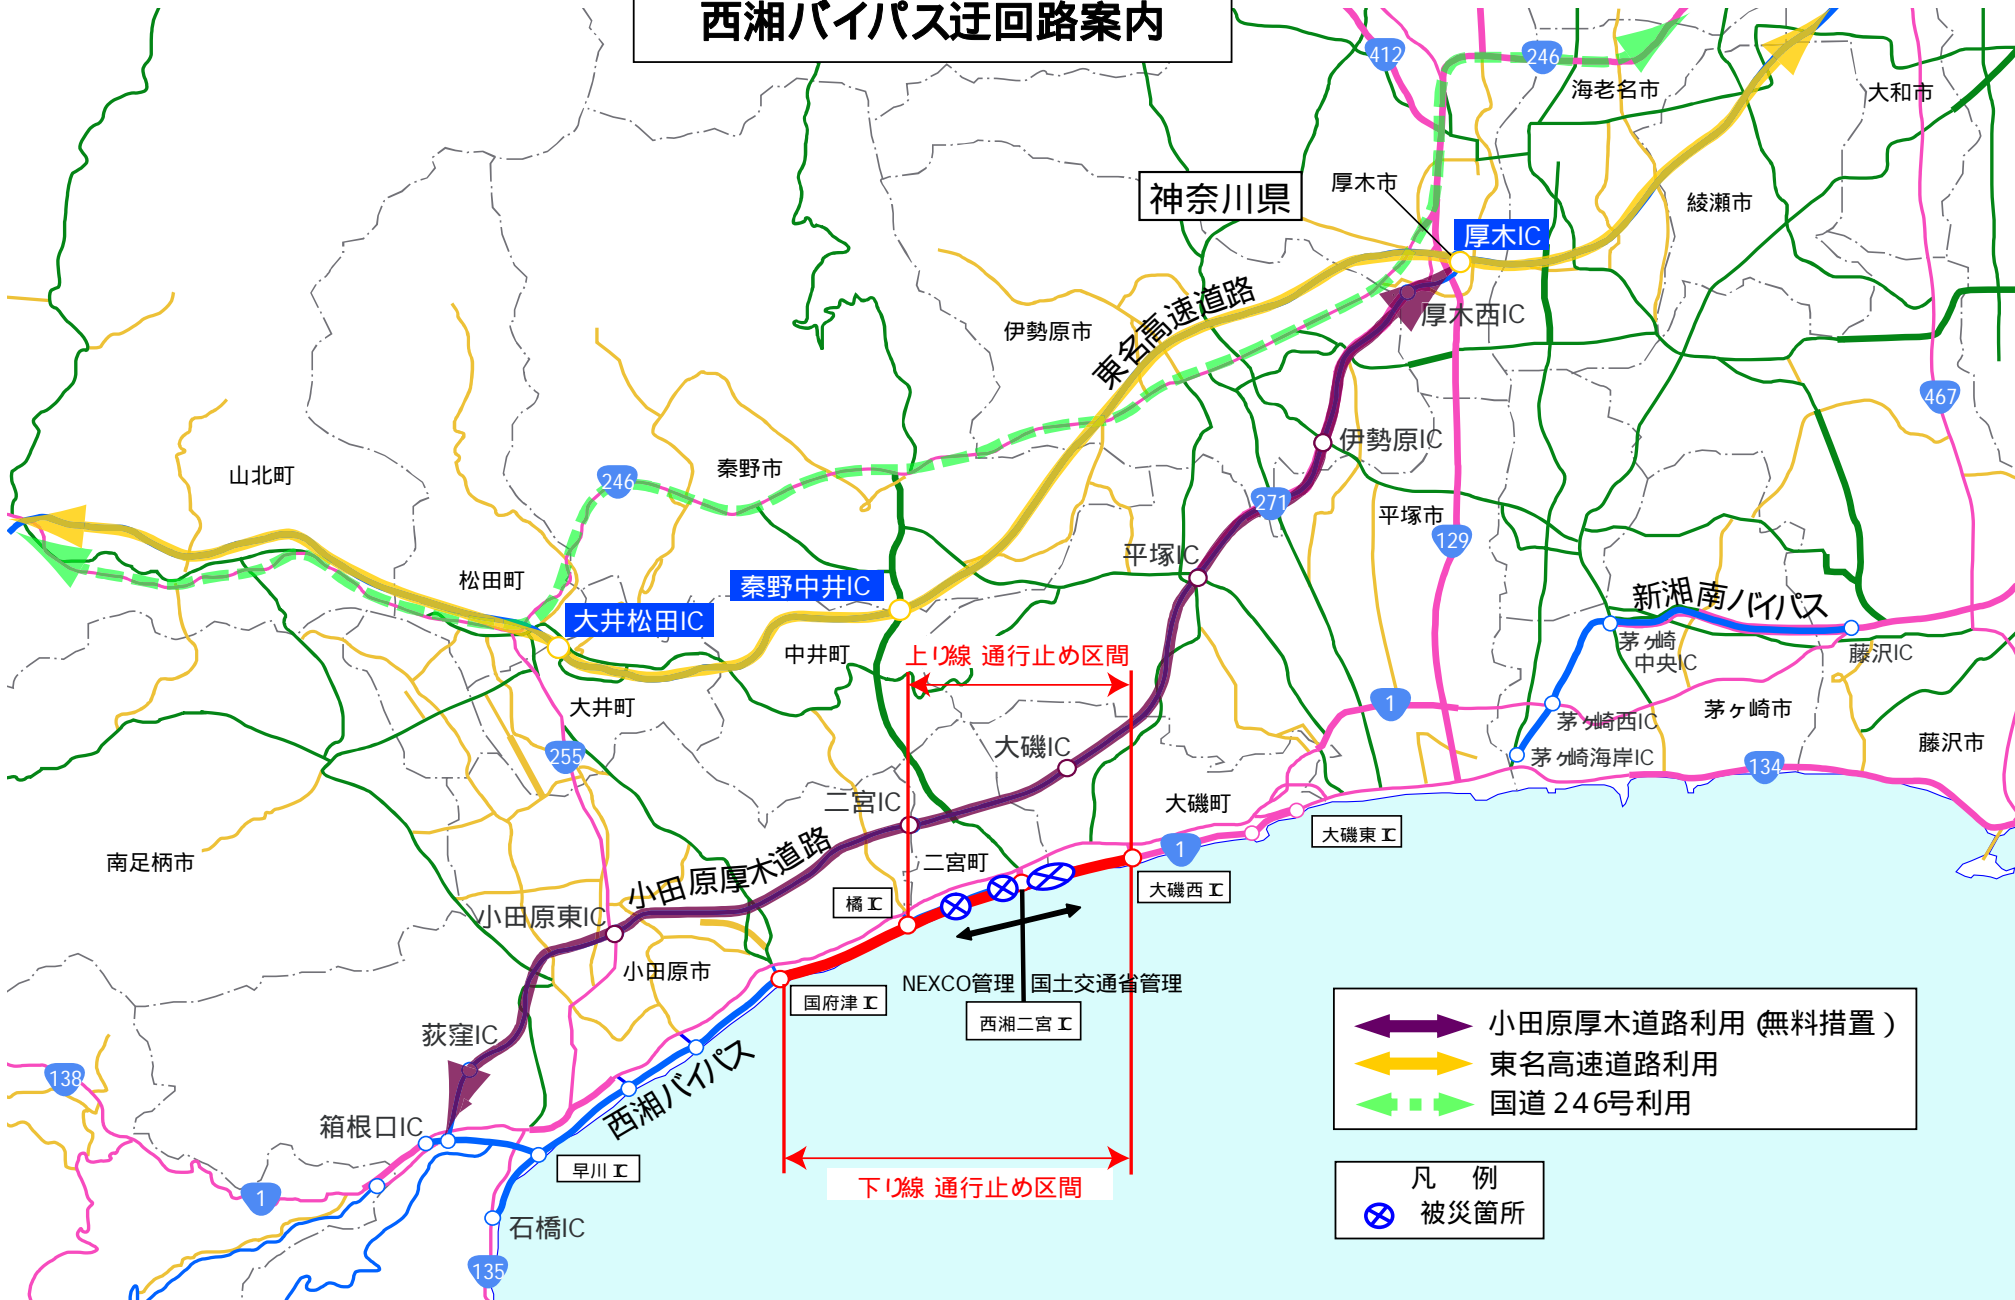 西湘バイパス迂回路案内
412
246
海老名市
大和市
神奈川県
厚木市
綾瀬市
厚木IC
東名高速道路
伊勢原市
厚木西IC
467
伊勢原IC
山北町
246
秦野市
271
平塚市
129
平塚IC
松田町
秦野中井IC
大井松田IC
新湘南バイパス
茅ヶ崎
中央IC
藤沢IC
中井町
上り線 通行止め区間
大井町
1
茅ヶ崎西IC
茅ヶ崎市
255
大磯IC
茅ヶ崎海岸IC
藤沢市
134
二宮IC
大磯町
大磯東IC
南足柄市
小田原厚木道路
二宮町
1
大磯西IC
橘IC
小田原東IC
小田原市
NEXCO管理
国土交通省管理
国府津IC
西湘二宮IC
荻窪IC
138
西湘バイパス
箱根口IC
早川IC
1
下り線 通行止め区間
石橋IC
135
小田原厚木道路利用(無料措置)
東名高速道路利用
国道246号利用
凡 例
被災箇所